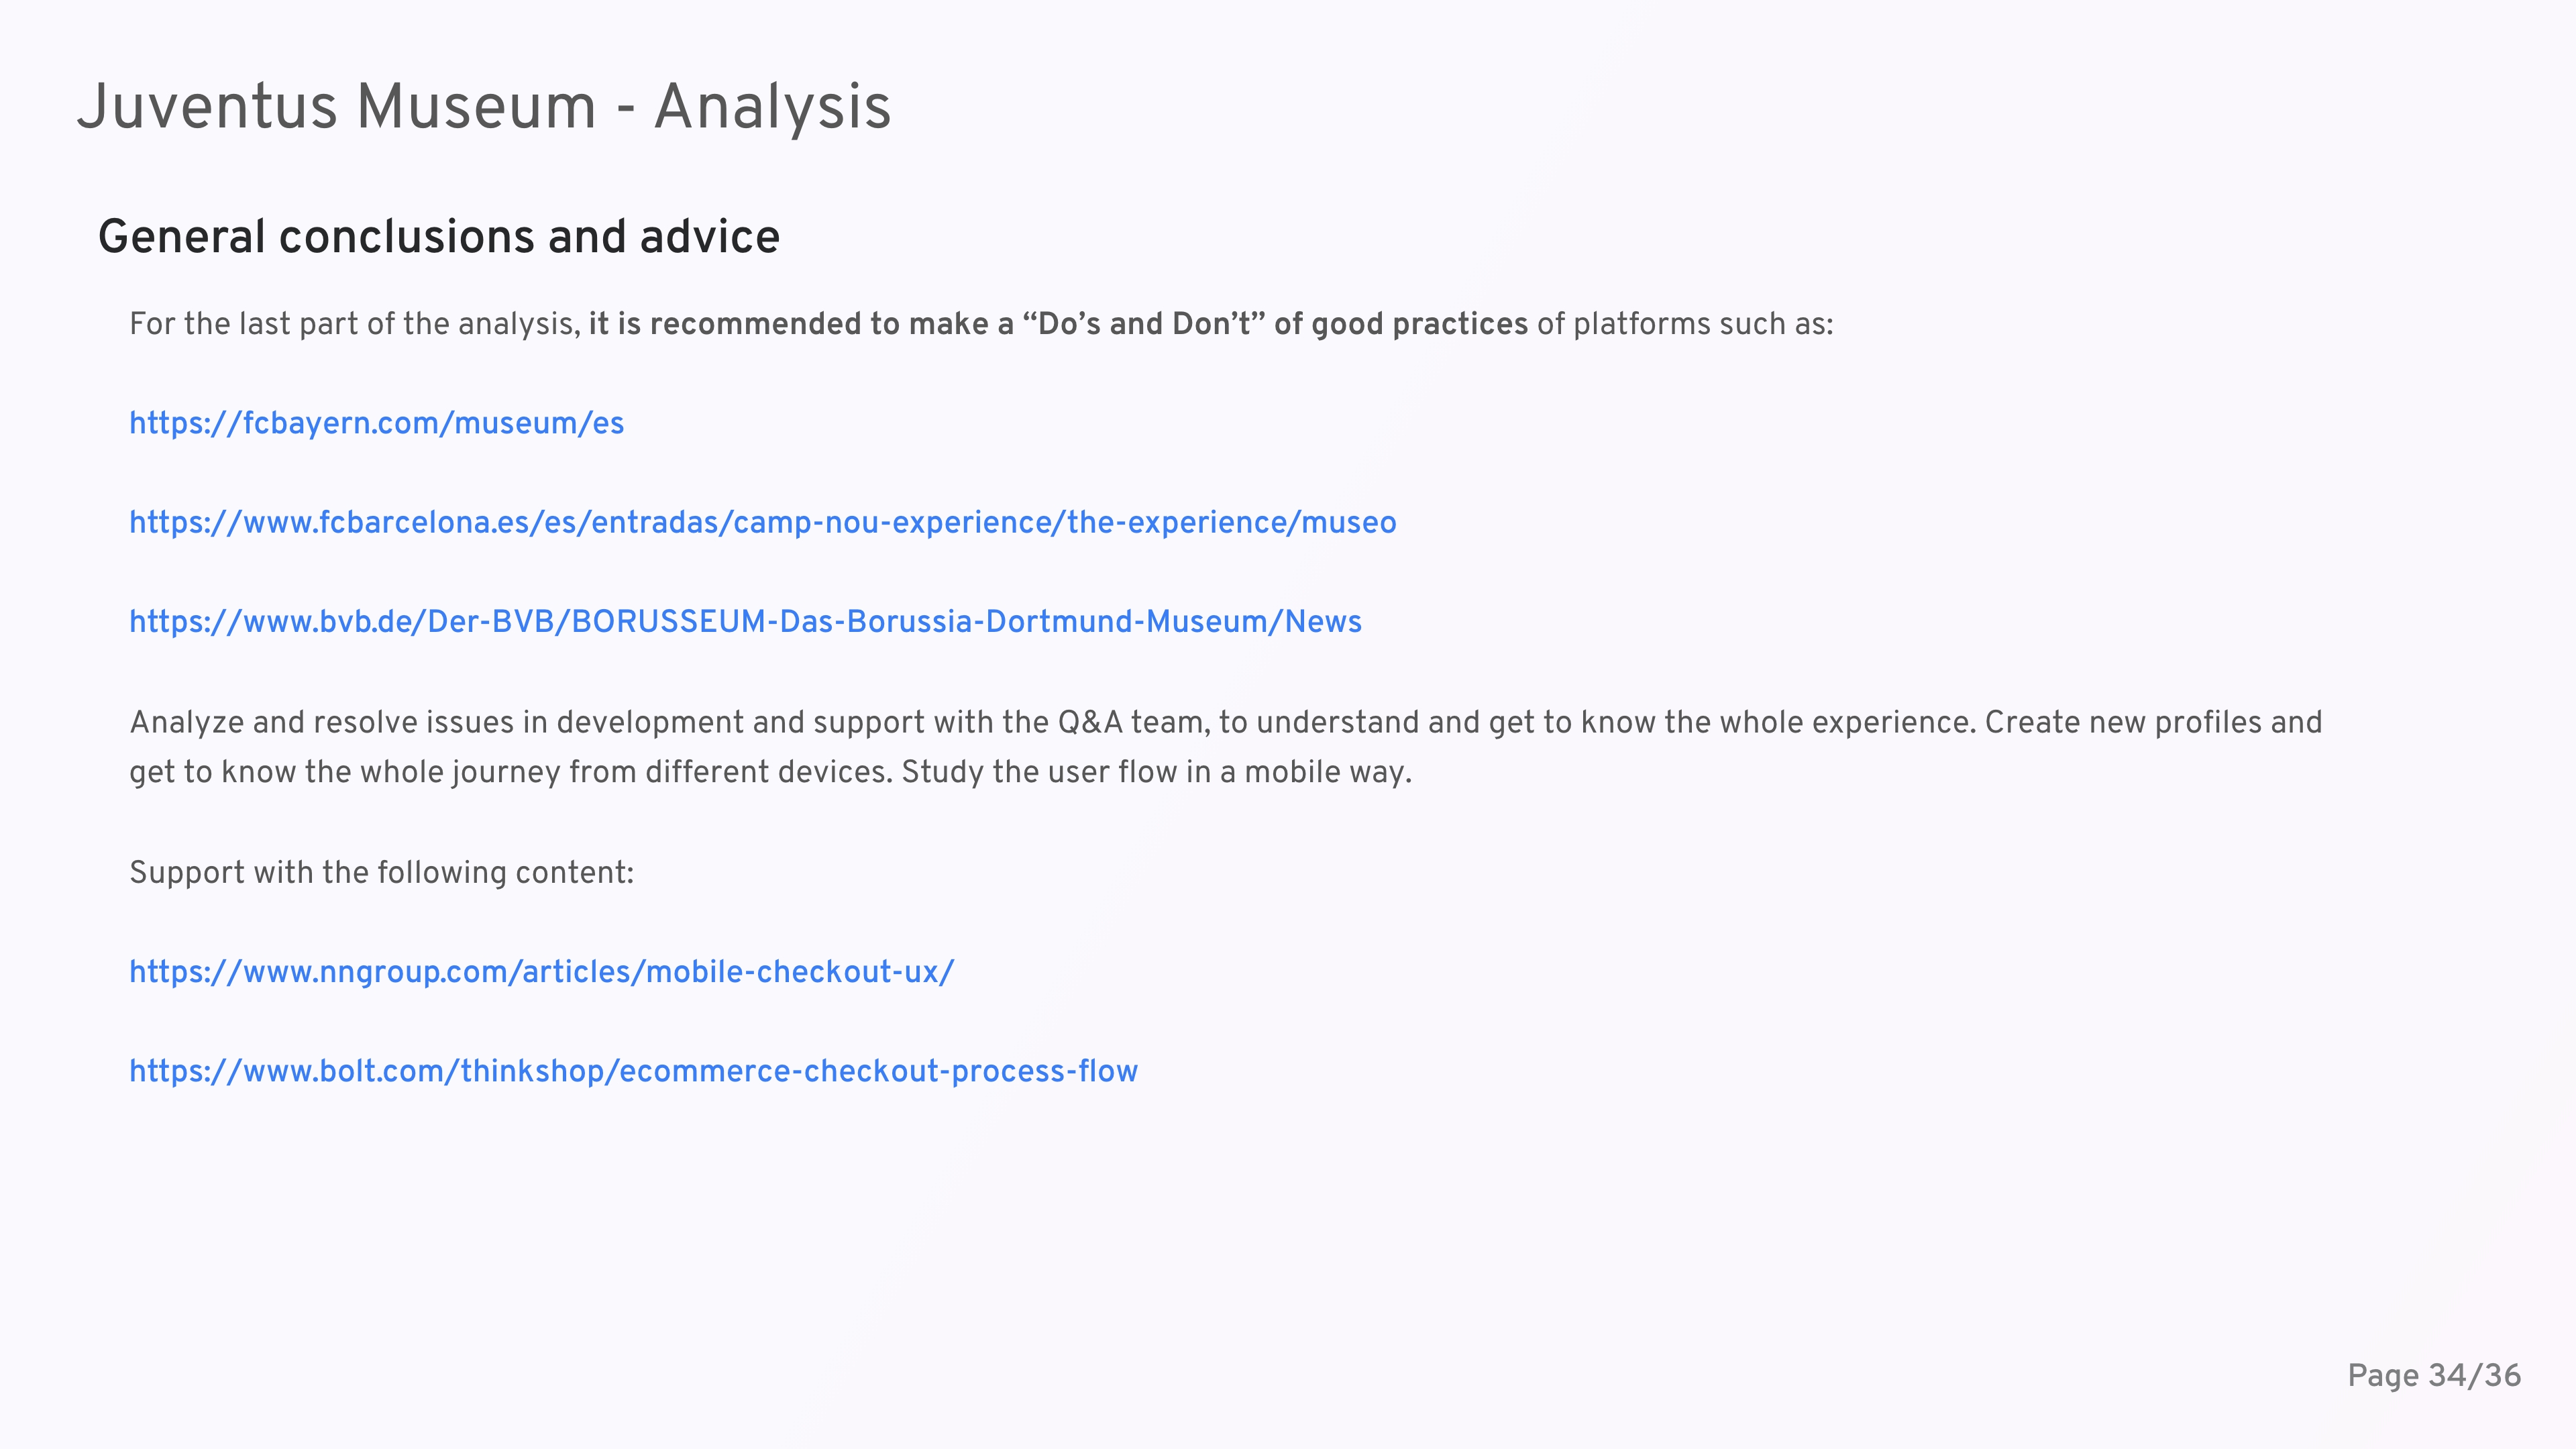 Juventus Museum - Analysis
General conclusions and advice
For the last part of the analysis, it is recommended to make a “Do’s and Don’t” of good practices of platforms such as:
https://fcbayern.com/museum/es
https://www.fcbarcelona.es/es/entradas/camp-nou-experience/the-experience/museo
https://www.bvb.de/Der-BVB/BORUSSEUM-Das-Borussia-Dortmund-Museum/News
Analyze and resolve issues in development and support with the Q&A team, to understand and get to know the whole experience. Create new profiles and
get to know the whole journey from different devices. Study the user flow in a mobile way.
Support with the following content:
https://www.nngroup.com/articles/mobile-checkout-ux/
https://www.bolt.com/thinkshop/ecommerce-checkout-process-flow
Page 34/36